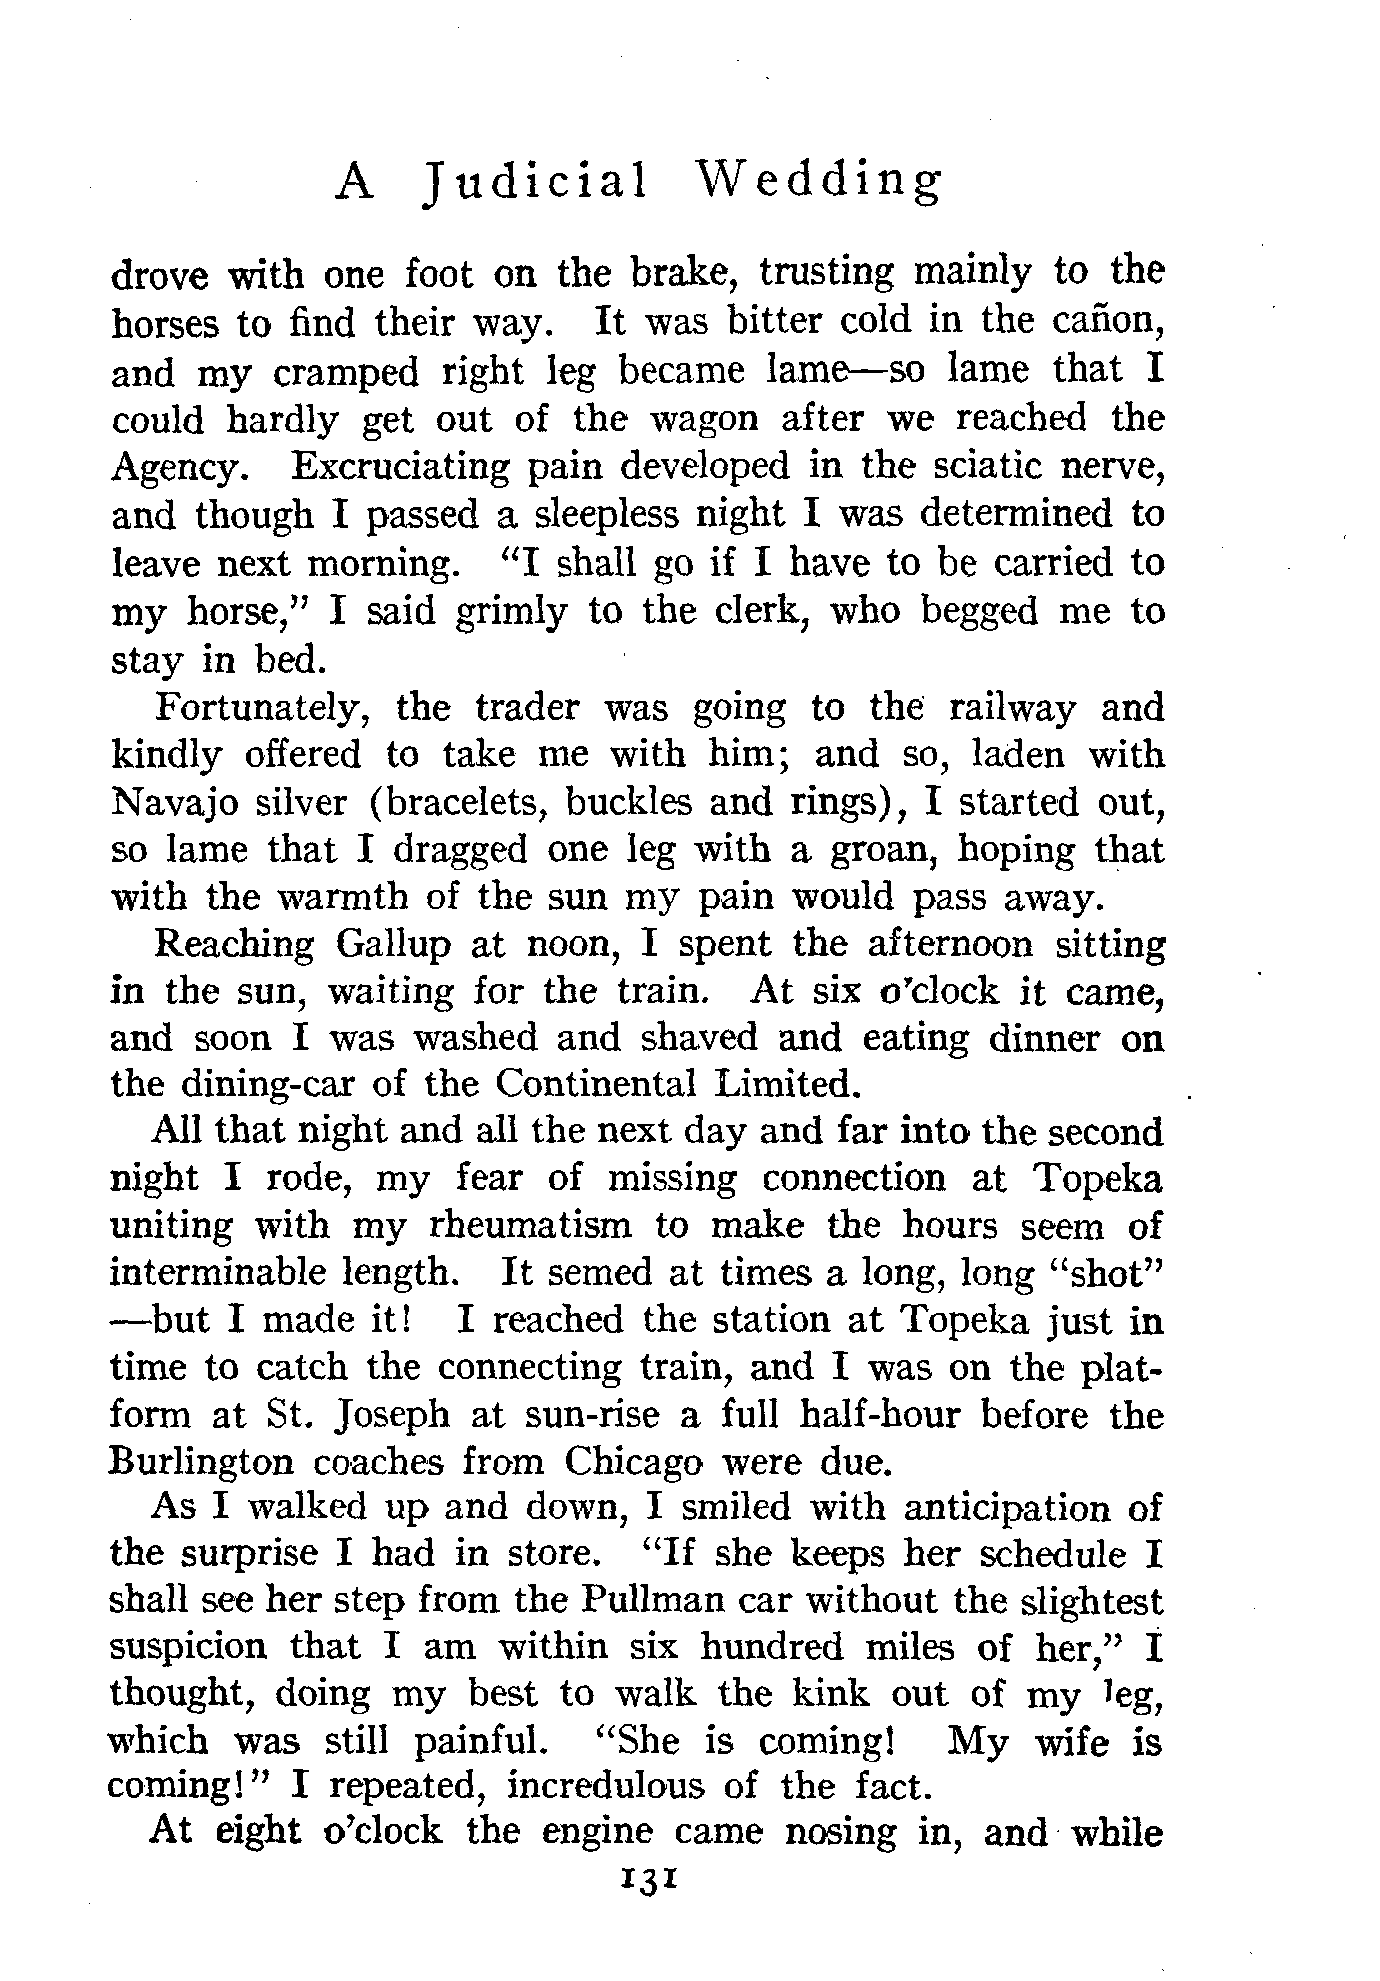 A Judicial Wedding
drove with one foot on the brake, trusting mainly to the
horses to find their way. It was bitter cold in the cañon,
and my cramped right leg became lame—so lame that I
could hardly get out of the wagon after we reached the
Agency. Excruciating pain developed in the sciatic nerve,
and though I passed a sleepless night I was determined to
leave next morning. "I shall go if I have to be carried to
my horse," I said grimly to the clerk, who begged me to
stay in bed.
Fortunately, the trader was going to the railway and
kindly offered to take me with him; and so, laden with
Navajo silver (bracelets, buckles and rings), I started out,
so lame that I dragged one leg with a groan, hoping that
with the warmth of the sun my pain would pass away.
Reaching Gallup at noon, I spent the afternoon sitting
in the sun, waiting for the train. At six o'clock it came,
and soon I was washed and shaved and eating dinner on
the dining-car of the Continental Limited.
All that night and all the next day and far into the second
night I rode, my fear of missing connection at Topeka
uniting with my rheumatism to make the hours seem of
interminable length. It semed at times a long, long "shot"
—but I made it! I reached the station at Topeka just in
time to catch the connecting train, and I was on the plat-
form at St. Joseph at sun-rise a full half-hour before the
Burlington coaches from Chicago were due.
As I walked up and down, I smiled with anticipation of
the surprise I had in store. "If she keeps her schedule I
shall see her step from the Pullman car without the slightest
suspicion that I am within six hundred miles of her," I
thought, doing my best to walk the kink out of my leg,
which was still painful. "She is coming! My wife is
coming!" I repeated, incredulous of the fact.
At eight o'clock the engine came nosing in, and while
131